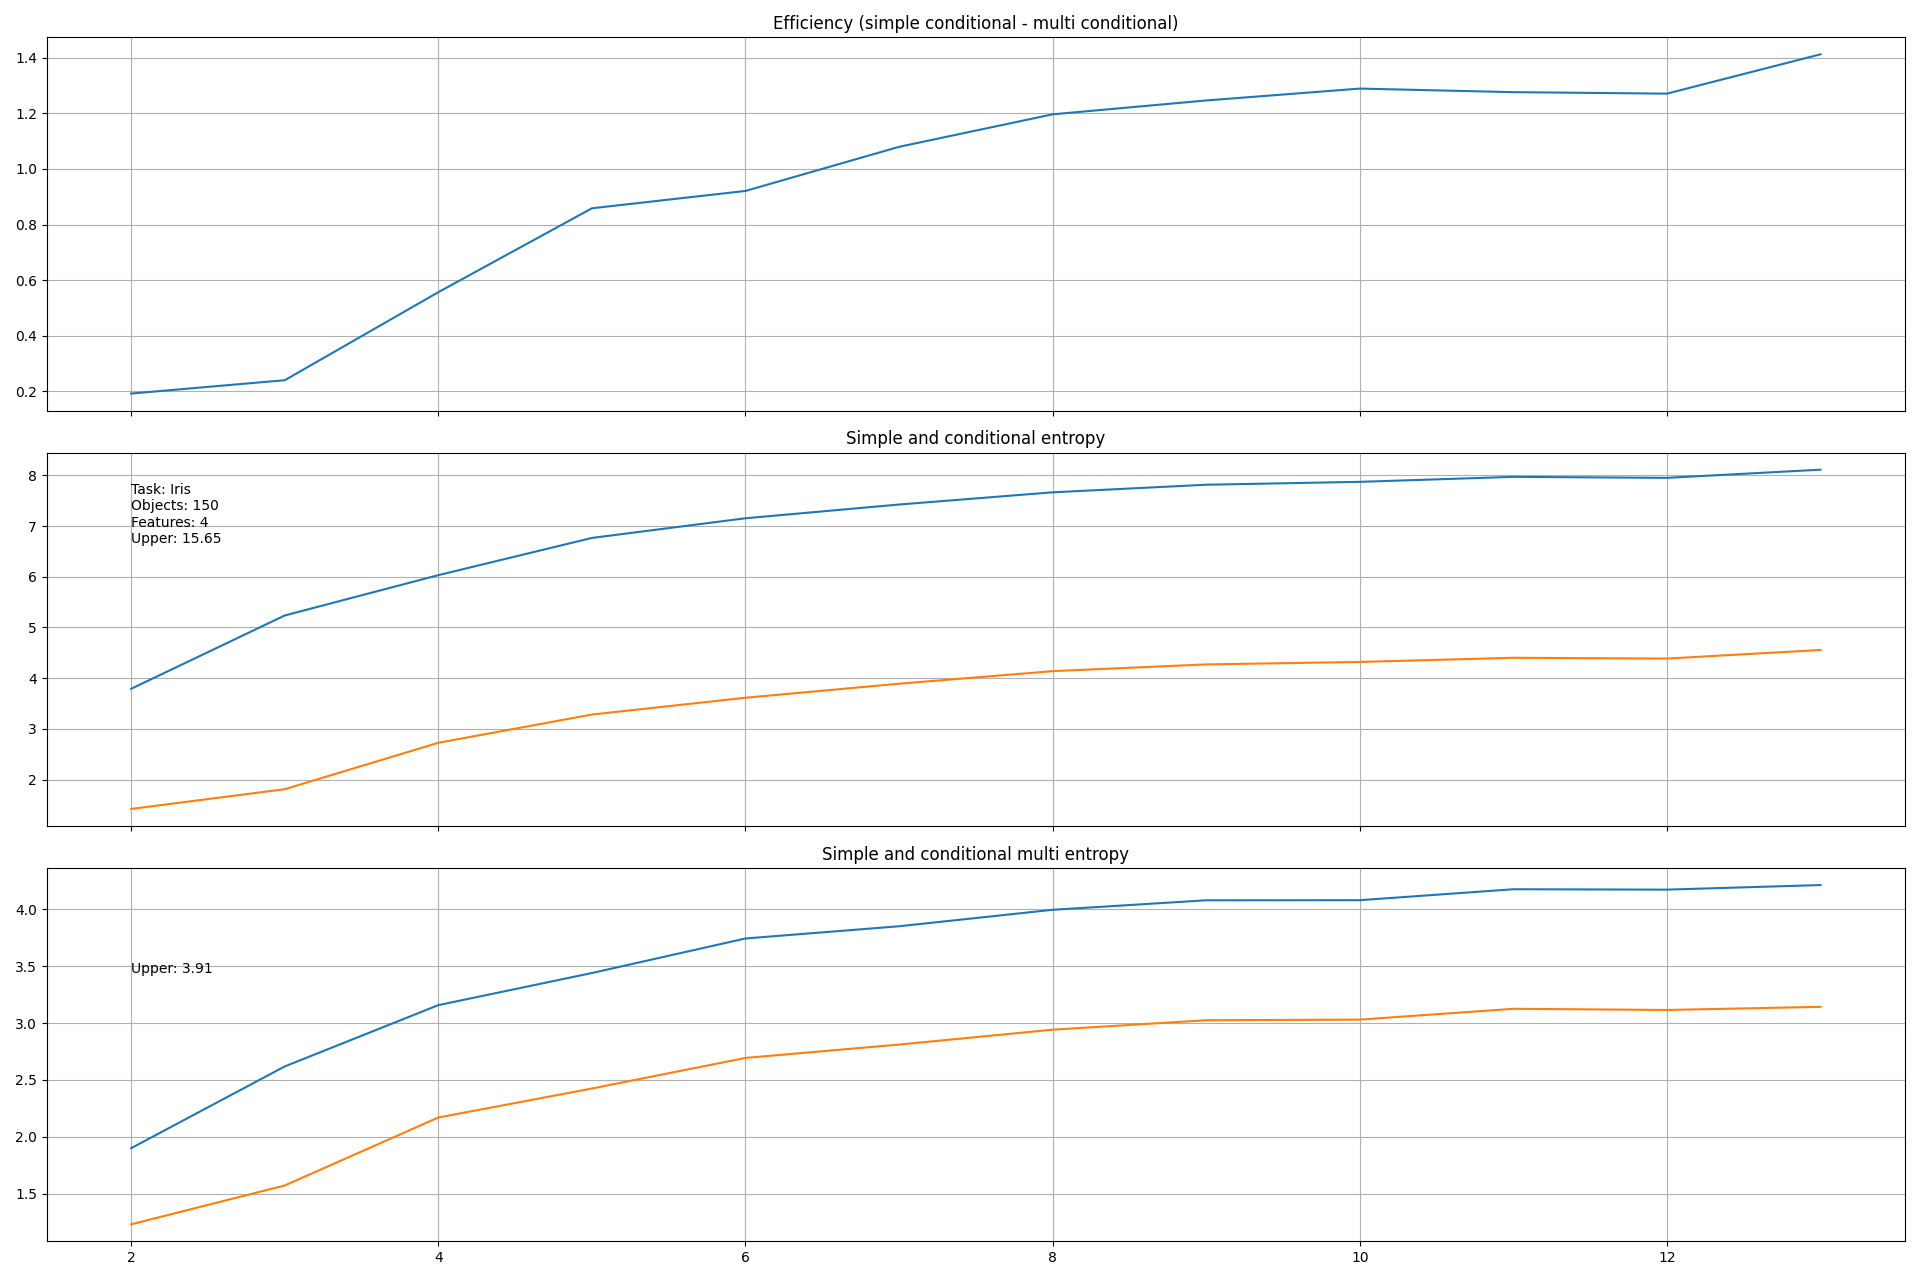 Efficiency (simple conditional - multi conditional)
1.4
1.2
1.0
0.8
0.6
0.4
0.2
Simple and conditional entropy
8
7
6
5
4
3
2
Task: Iris
Objects: 150
Features: 4
Upper: 15.65
Simple and conditional multi entropy
4.0
3.5
3.0
2.5
2.0
1.5
Upper: 3.91
2 4 6 8 10 12